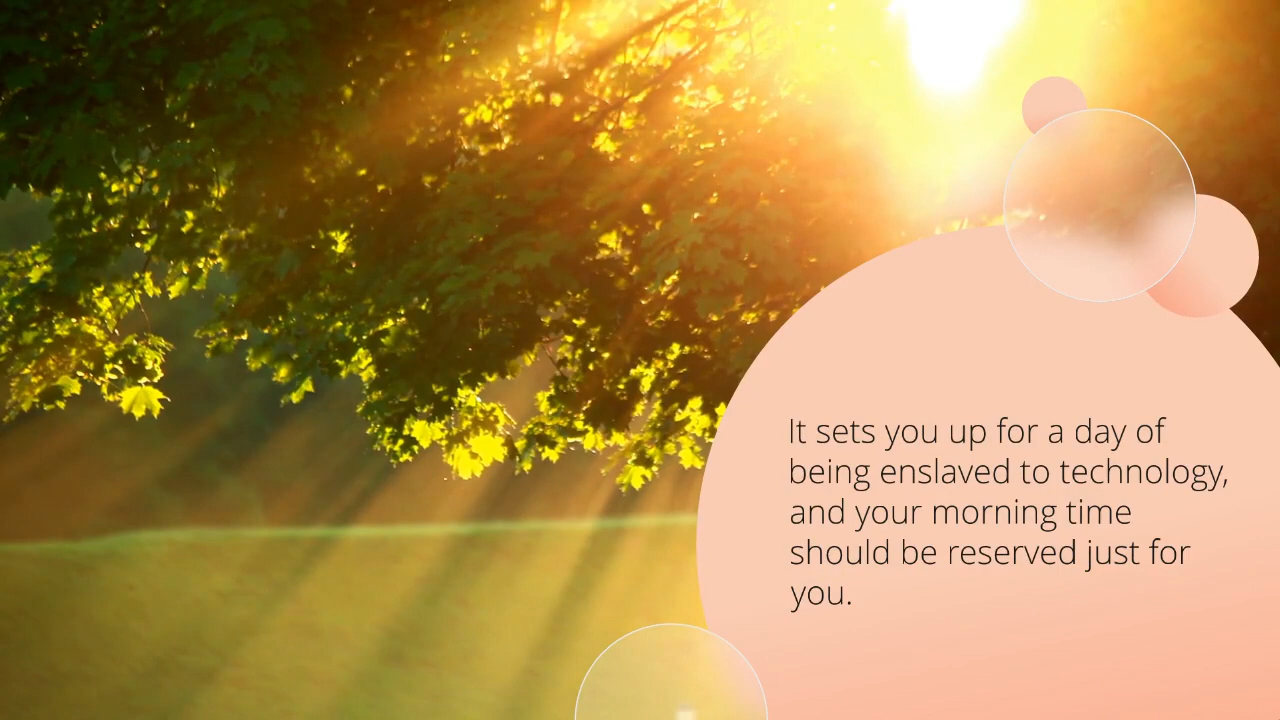 It sets you up for a day of
being enslaved to technology,
and your morning time
should be reserved just for
you.